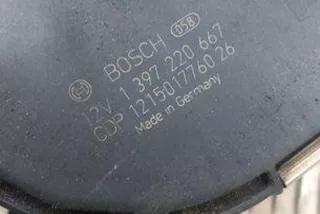 BOSCH 058
12V 1 397 220 667
CDP 1215017760 26
Made in Germany